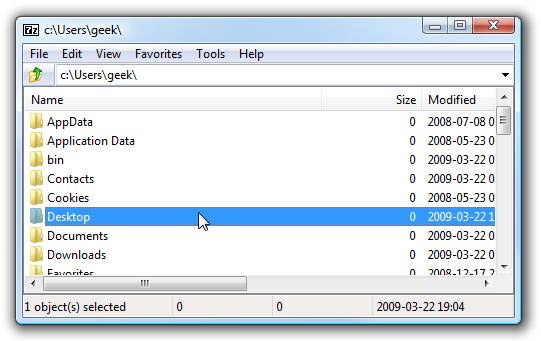 7z c:\Users\geek\
File Edit View Favorites Tools Help
c:\Users\geek\
Name Size Modified
AppData 0 2008-07-08 0
Application Data 0 2008-05-23 0
bin 0 2009-03-22 0
Contacts 0 2009-03-22 0
Cookies 0 2008-05-23 0
Desktop 0 2009-03-22 1
Documents 0 2009-03-22 0
Downloads 0 2009-03-22 0
Favorites 0 2008-12-17 2
1 object(s) selected 0 0 2009-03-22 19:04